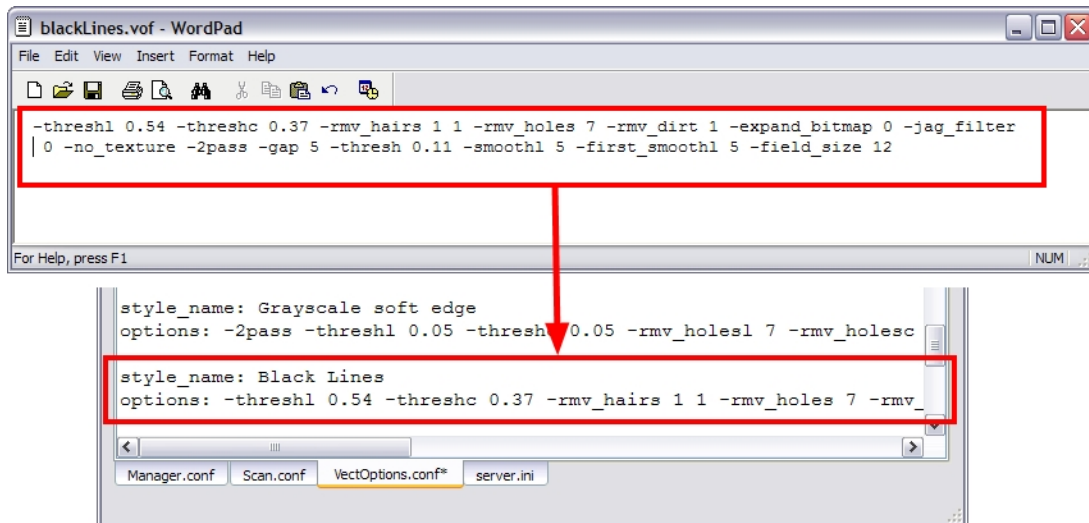 blackLines.vof - WordPad
File Edit View Insert Format Help
-threshl 0.54 -threshc 0.37 -rmv_hairs 1 1 -rmv_holes 7 -rmv_dirt 1 -expand_bitmap 0 -jag_filter
0 -no_texture -2pass -gap 5 -thresh 0.11 -smoothl 5 -first_smoothl 5 -field_size 12
For Help, press F1
NUM
style_name: Grayscale soft edge
options: -2pass -threshl 0.05 -thresh 0.05 -rmv_holesl 7 -rmv_holesc
style_name: Black Lines
options: -threshl 0.54 -threshc 0.37 -rmv_hairs 1 1 -rmv_holes 7 -rmv_
Manager.conf Scan.conf VectOptions.conf* server.ini